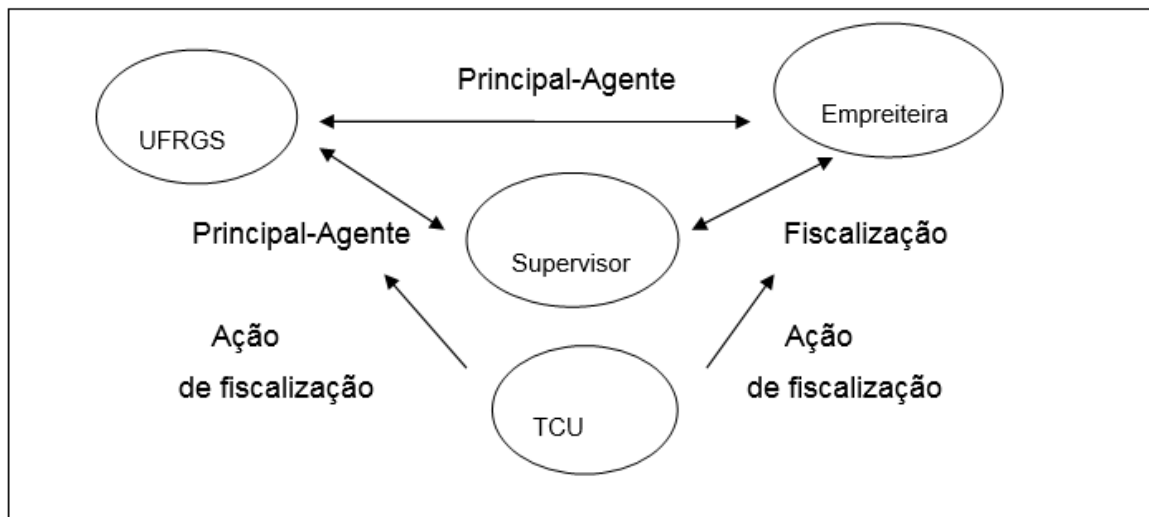 Principal-Agente
Empreiteira
UFRGS
Principal-Agente
Fiscalização
Supervisor
Ação
de fiscalização
Ação
de fiscalização
TCU